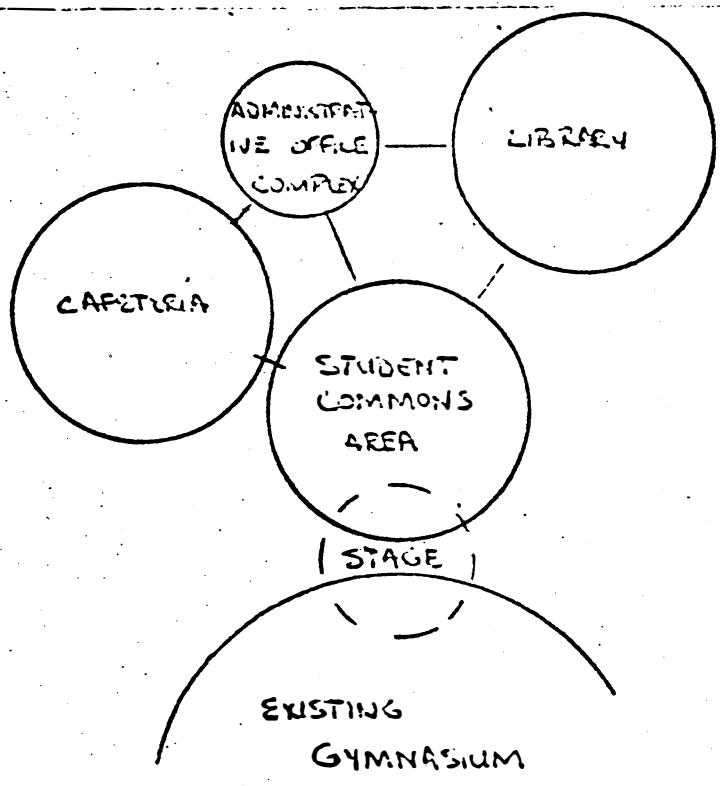 ADMINISTRAT-
IVE OFFICE
COMPLEX
LIBRARY
CAFETERIA
STUDENT
COMMONS
AREA
STAGE
EXISTING
GYMNASIUM